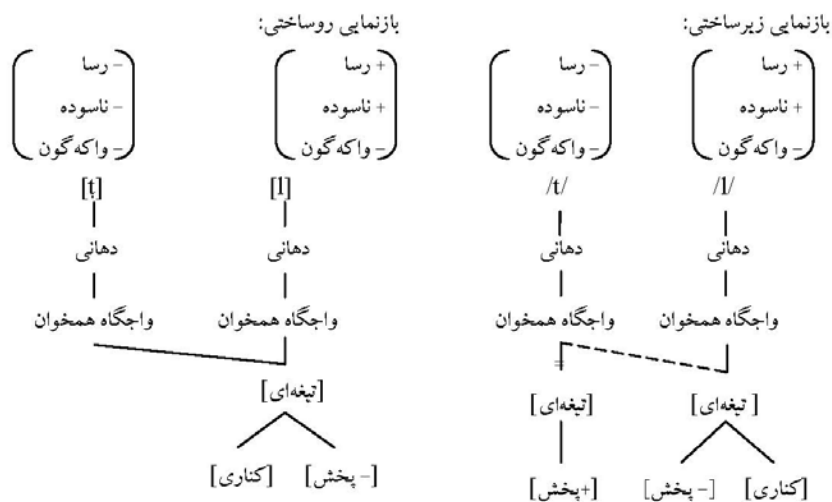 بازنمایی زیرساختی: بازنمایی روساختی:
+ رسا – رسا + رسا – رسا
+ ناسوده – ناسوده + ناسوده – ناسوده
– واکه‌گون – واکه‌گون – واکه‌گون – واکه‌گون
/l/ /t/ [l] [ṭ]
دهانی دهانی دهانی دهانی
واجگاه همخوان واجگاه همخوان واجگاه همخوان واجگاه همخوان
=
[تیغه‌ای] [تیغه‌ای] [تیغه‌ای]
[کناری] [– پخش] [+پخش] [– پخش] [کناری]